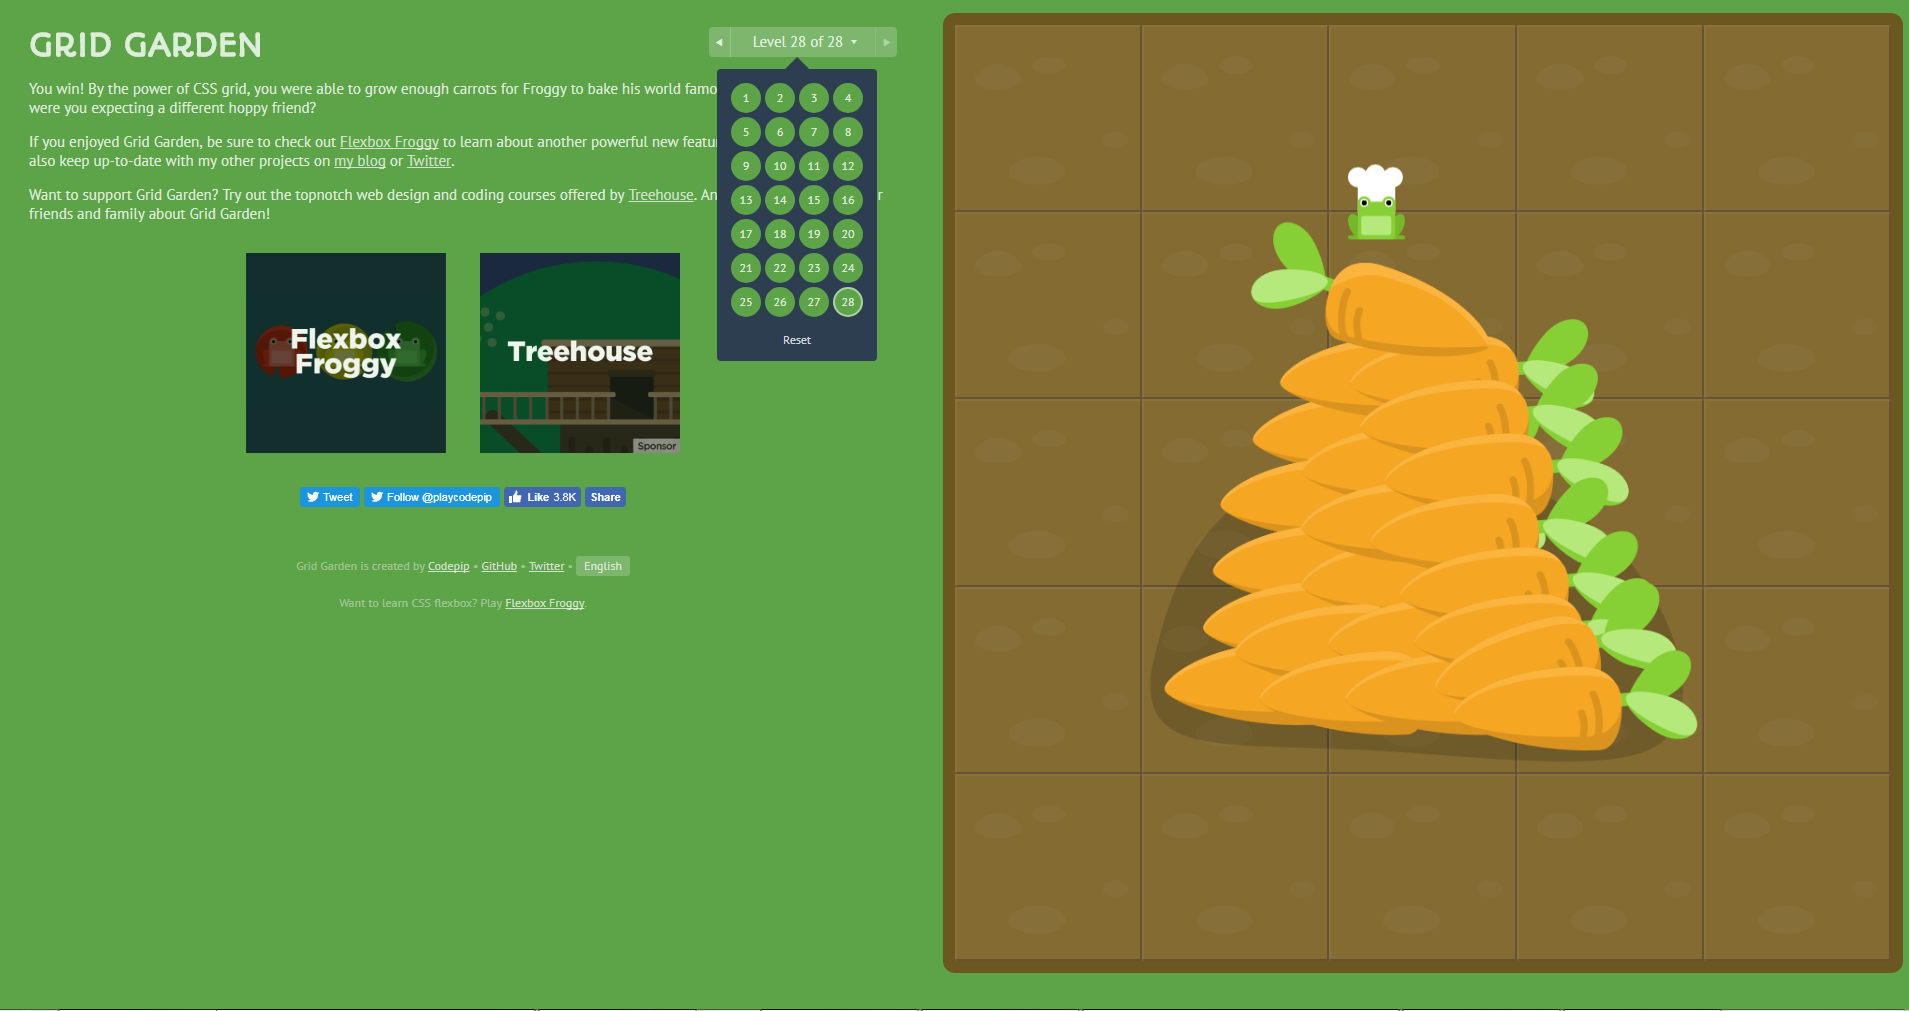 GRID GARDEN
Level 28 of 28
You win! By the power of CSS grid, you were able to grow enough carrots for Froggy to bake his world famo
were you expecting a different hoppy friend?
If you enjoyed Grid Garden, be sure to check out Flexbox Froggy to learn about another powerful new featu
also keep up-to-date with my other projects on my blog or Twitter.
Want to support Grid Garden? Try out the topnotch web design and coding courses offered by Treehouse. An r
friends and family about Grid Garden!
1 2 3 4
5 6 7 8
9 10 11 12
13 14 15 16
17 18 19 20
21 22 23 24
25 26 27 28
Reset
Flexbox
Froggy
Treehouse
Sponsor
Tweet Follow @playcodepip Like 3.8K Share
Grid Garden is created by Codepip • GitHub • Twitter • English
Want to learn CSS flexbox? Play Flexbox Froggy.